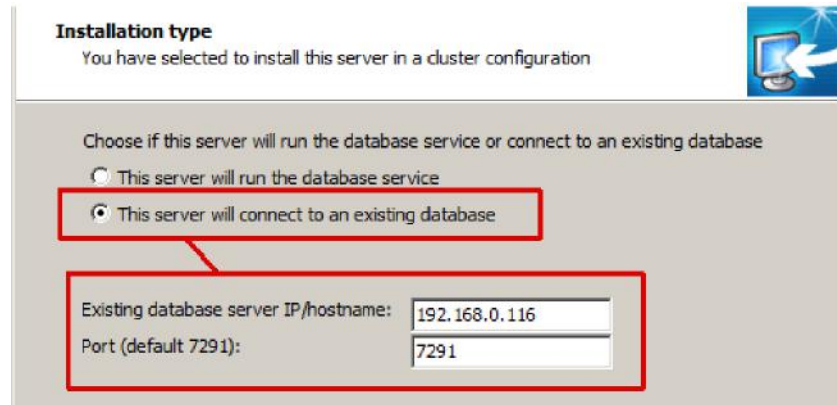 Installation type
You have selected to install this server in a cluster configuration
Choose if this server will run the database service or connect to an existing database
This server will run the database service
This server will connect to an existing database
Existing database server IP/hostname: 192.168.0.116
Port (default 7291): 7291